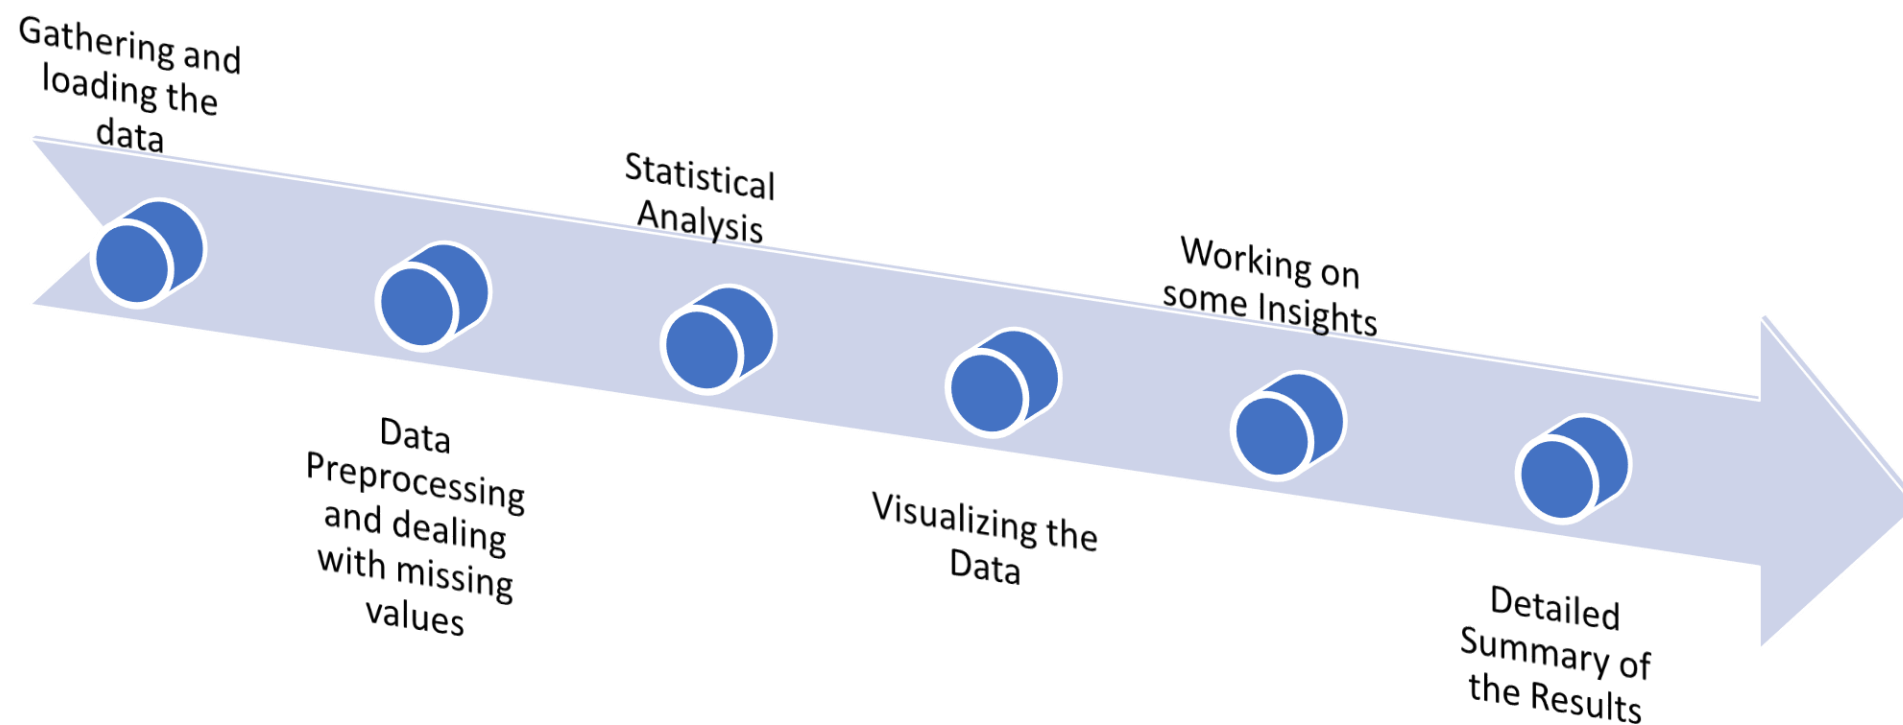 Gathering and
loading the
data
Data
Preprocessing
and dealing
with missing
values
Statistical
Analysis
Visualizing the
Data
Working on
some Insights
Detailed
Summary of
the Results